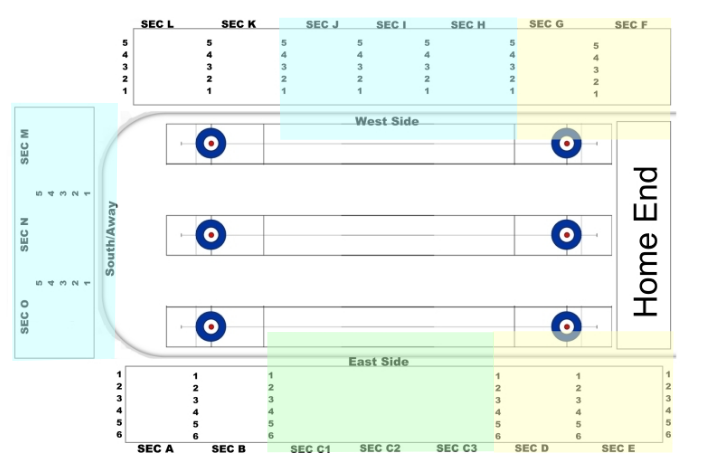 SEC L SEC K SEC J SEC I SEC H SEC G SEC F
5 5 5 5 5 5 5
4 4 4 4 4 4 4
3 3 3 3 3 3 3
2 2 2 2 2 2 2
1 1 1 1 1 1 1
West Side
SEC M
5 4 3 2 1
SEC N
5 4 3 2 1
SEC O
South/Away
Home End
East Side
1 1 1 1 1 1
2 2 2 2 2 2
3 3 3 3 3 3
4 4 4 4 4 4
5 5 5 5 5 5
6 6 6 6 6 6
SEC A SEC B SEC C1 SEC C2 SEC C3 SEC D SEC E